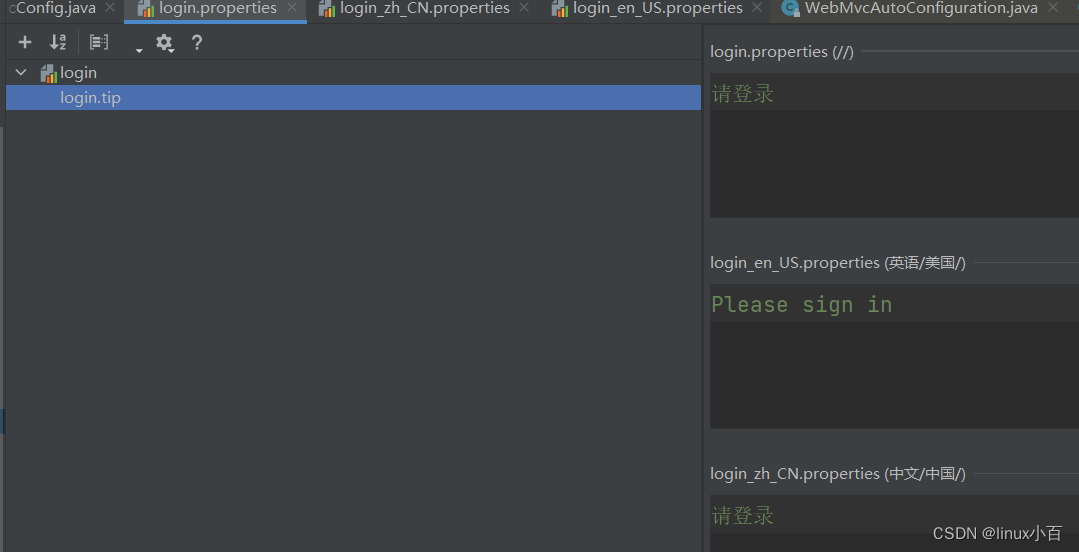 cConfig.java login.properties login_zh_CN.properties login_en_US.properties WebMvcAutoConfiguration.java
login
login.tip
login.properties (//)
请登录
login_en_US.properties (英语/美国/)
Please sign in
login_zh_CN.properties (中文/中国/)
请登录
CSDN @linux小百